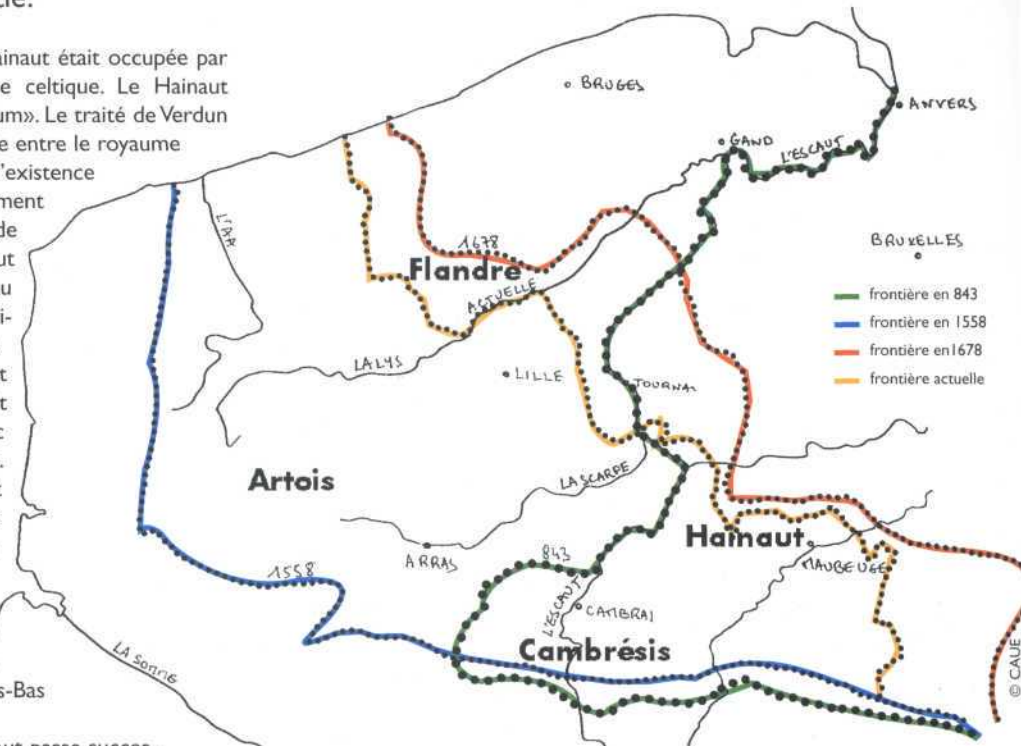 ainaut était occupée par
e celtique. Le Hainaut
um». Le traité de Verdun
e entre le royaume
l'existence
ment
de
ut
u
i-
t
t
c
.
s-Bas
BRUGES
ANVERS
GAND
L'ESCAUT
BRUXELLES
L'AA
1678
Flandre
ACTUELLE
frontière en 843
frontière en 1558
frontière en1678
frontière actuelle
LA LYS
LILLE
TOURNAI
Artois
LA SCARPE
Hainaut
ARRAS
843
MAUBEUGE
1558
L'ESCAUT
CAMBRAI
Cambrésis
LA SOMME
© CAUE